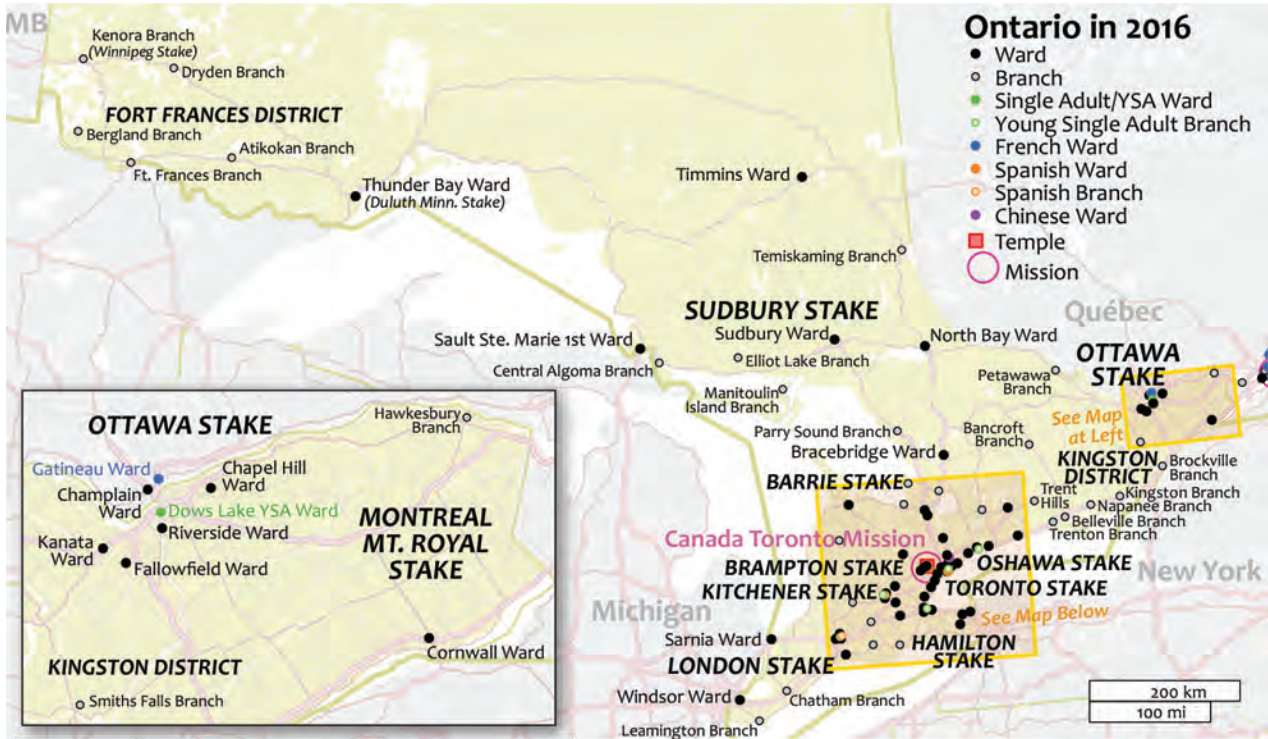 MB
Kenora Branch
(Winnipeg Stake)
Dryden Branch
FORT FRANCES DISTRICT
Bergland Branch
Atikokan Branch
Ft. Frances Branch
Thunder Bay Ward
(Duluth Minn. Stake)
Timmins Ward
Temiskaming Branch
SUDBURY STAKE
Sudbury Ward
North Bay Ward
Sault Ste. Marie 1st Ward
Elliot Lake Branch
Central Algoma Branch
Manitoulin
Island Branch
Parry Sound Branch
Bracebridge Ward
Ontario in 2016
Ward
Branch
Single Adult/YSA Ward
Young Single Adult Branch
French Ward
Spanish Ward
Spanish Branch
Chinese Ward
Temple
Mission
Québec
OTTAWA
STAKE
Petawawa
Branch
See Map
at Left
Bancroft
Branch
KINGSTON
DISTRICT
Brockville
Branch
Trent
Hills
Kingston Branch
Napanee Branch
Belleville Branch
Trenton Branch
BARRIE STAKE
Canada Toronto Mission
BRAMPTON STAKE
OSHAWA STAKE
KITCHENER STAKE
TORONTO STAKE
New York
Michigan
See Map Below
Sarnia Ward
HAMILTON
STAKE
LONDON STAKE
Windsor Ward
Chatham Branch
Leamington Branch
200 km
100 mi
OTTAWA STAKE
Hawkesbury
Branch
Gatineau Ward
Chapel Hill
Ward
Champlain
Ward
Dows Lake YSA Ward
Riverside Ward
MONTREAL
MT. ROYAL
STAKE
Kanata
Ward
Fallowfield Ward
Cornwall Ward
KINGSTON DISTRICT
Smiths Falls Branch